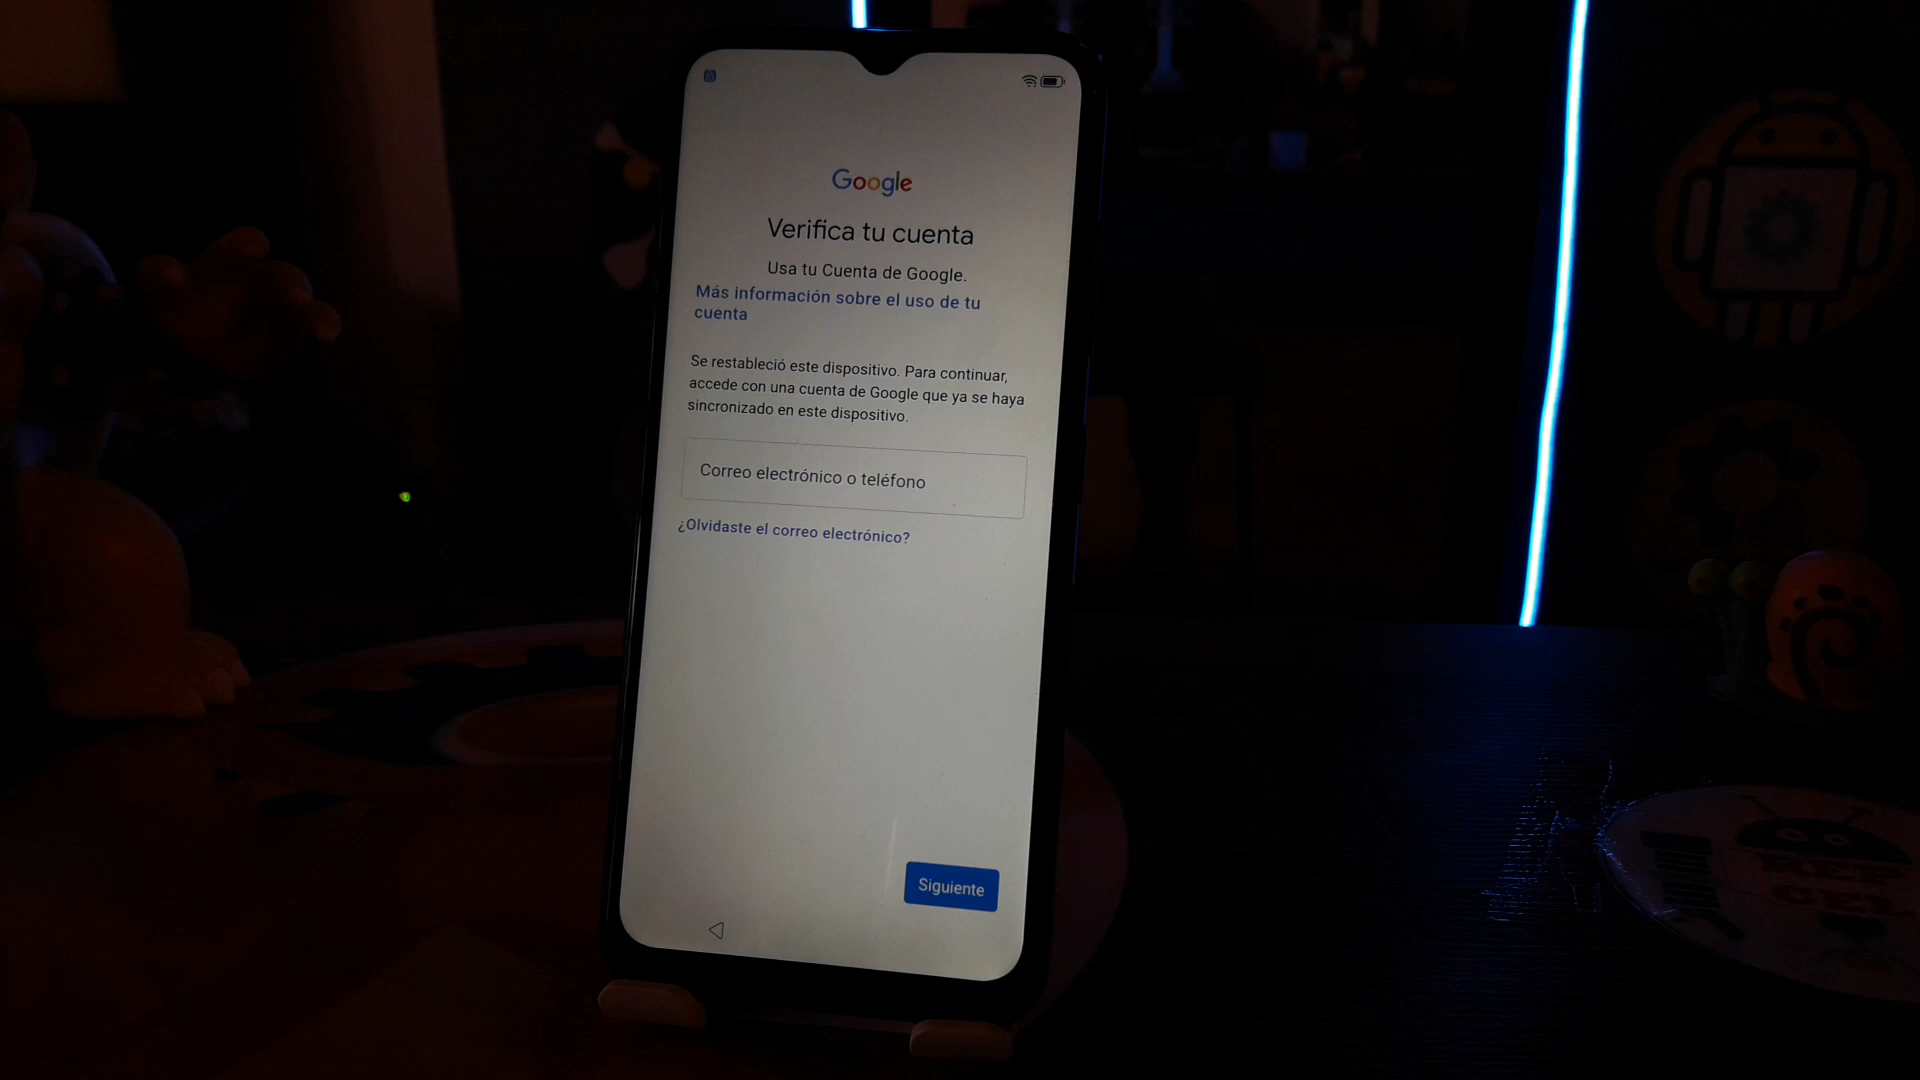 Google
Verifica tu cuenta
Usa tu Cuenta de Google.
Más información sobre el uso de tu
cuenta
Se restableció este dispositivo. Para continuar,
accede con una cuenta de Google que ya se haya
sincronizado en este dispositivo.
Correo electrónico o teléfono
¿Olvidaste el correo electrónico?
Siguiente
REP
CEL